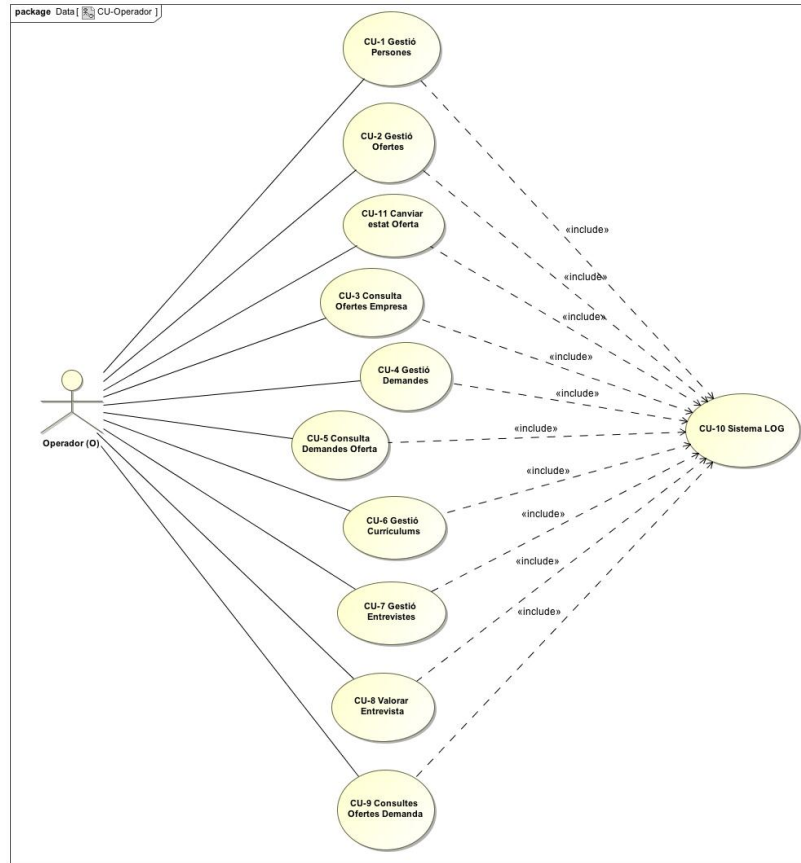 package Data [ CU-Operador ]
CU-1 Gestió
Persones
CU-2 Gestió
Ofertes
CU-11 Canviar
estat Oferta
«include»
«include»
CU-3 Consulta
Ofertes Empresa
«include»
«include»
CU-4 Gestió
Demandes
«include»
Operador (O)
CU-5 Consulta
Demandes Oferta
«include»
CU-10 Sistema LOG
«include»
CU-6 Gestió
Currículums
«include»
«include»
CU-7 Gestió
Entrevistes
«include»
CU-8 Valorar
Entrevista
CU-9 Consultes
Ofertes Demanda